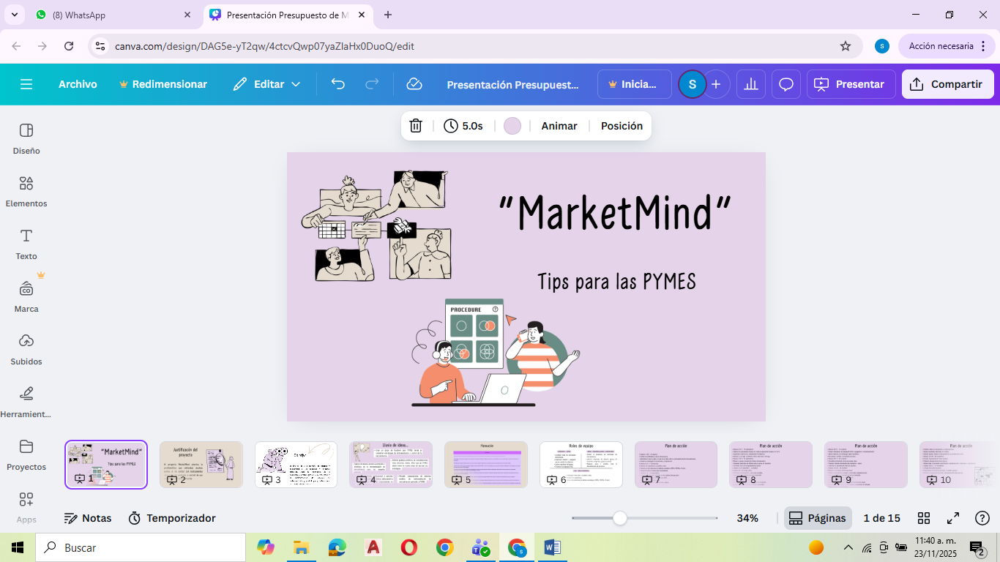 (8) WhatsApp
Presentación Presupuesto de M
canva.com/design/DAG5e-yT2qw/4ctcvQwp07yaZlaHx0DuoQ/edit
S
Acción necesaria
Archivo
Redimensionar
Editar
Presentación Presupuest...
Inicia...
S
Presentar
Compartir
5.0s
Animar
Posición
Diseño
Elementos
Texto
Marca
Subidos
Herramient...
Proyectos
Apps
"MarketMind"
Tips para las PYMES
PROCEDURE
"MarketMind"
Tips para las PYMES
1
Justificación del
proyecto
2
3
Lluvia de ideas...
4
Planeación
5
Roles de equipo
6
Plan de acción
7
Plan de acción
8
Plan de acción
9
Plan de acción
10
Notas
Temporizador
34%
Páginas
1 de 15
Buscar
11:40 a. m.
23/11/2025
2